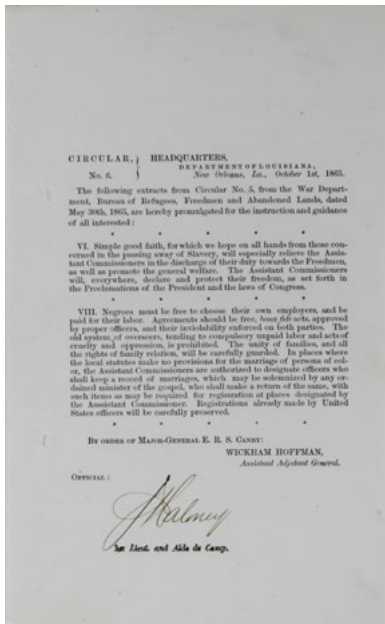 CIRCULAR, } HEADQUARTERS,
DEPARTMENT OF LOUISIANA,
No. 6. } New Orleans, La., October 1st, 1865.
The following extracts from Circular No. 5, from the War Depart-
ment, Bureau of Refugees, Freedmen and Abandoned Lands, dated
May 30th, 1865, are hereby promulgated for the instruction and guidance
of all interested :
* * * * *
VI. Simple good faith, for which we hope on all hands from those con-
cerned in the passing away of Slavery, will especially relieve the Assis-
tant Commissioners in the discharge of their duty towards the Freedmen,
as well as promote the general welfare. The Assistant Commissioners
will, everywhere, declare and protect their freedom, as set forth in
the Proclamations of the President and the laws of Congress.
* * * * *
VIII. Negroes must be free to choose their own employers, and be
paid for their labor. Agreements should be free, bona fide acts, approved
by proper officers, and their inviolability enforced on both parties. The
old system of overseers, tending to compulsory unpaid labor and acts of
cruelty and oppression, is prohibited. The unity of families, and all
the rights of family relation, will be carefully guarded. In places where
the local statutes make no provisions for the marriage of persons of col-
or, the Assistant Commissioners are authorized to designate officers who
shall keep a record of marriages, which may be solemnized by any or-
dained minister of the gospel, who shall make a return of the same, with
such items as may be required for registration at places designated by
the Assistant Commissioner. Registrations already made by United
States officers will be carefully preserved.
* * * * *
BY ORDER OF MAJOR-GENERAL E. R. S. CANBY:
WICKHAM HOFFMAN,
Assistant Adjutant General.
OFFICIAL :
Maloney
1st Lieut. and Aide de Camp.